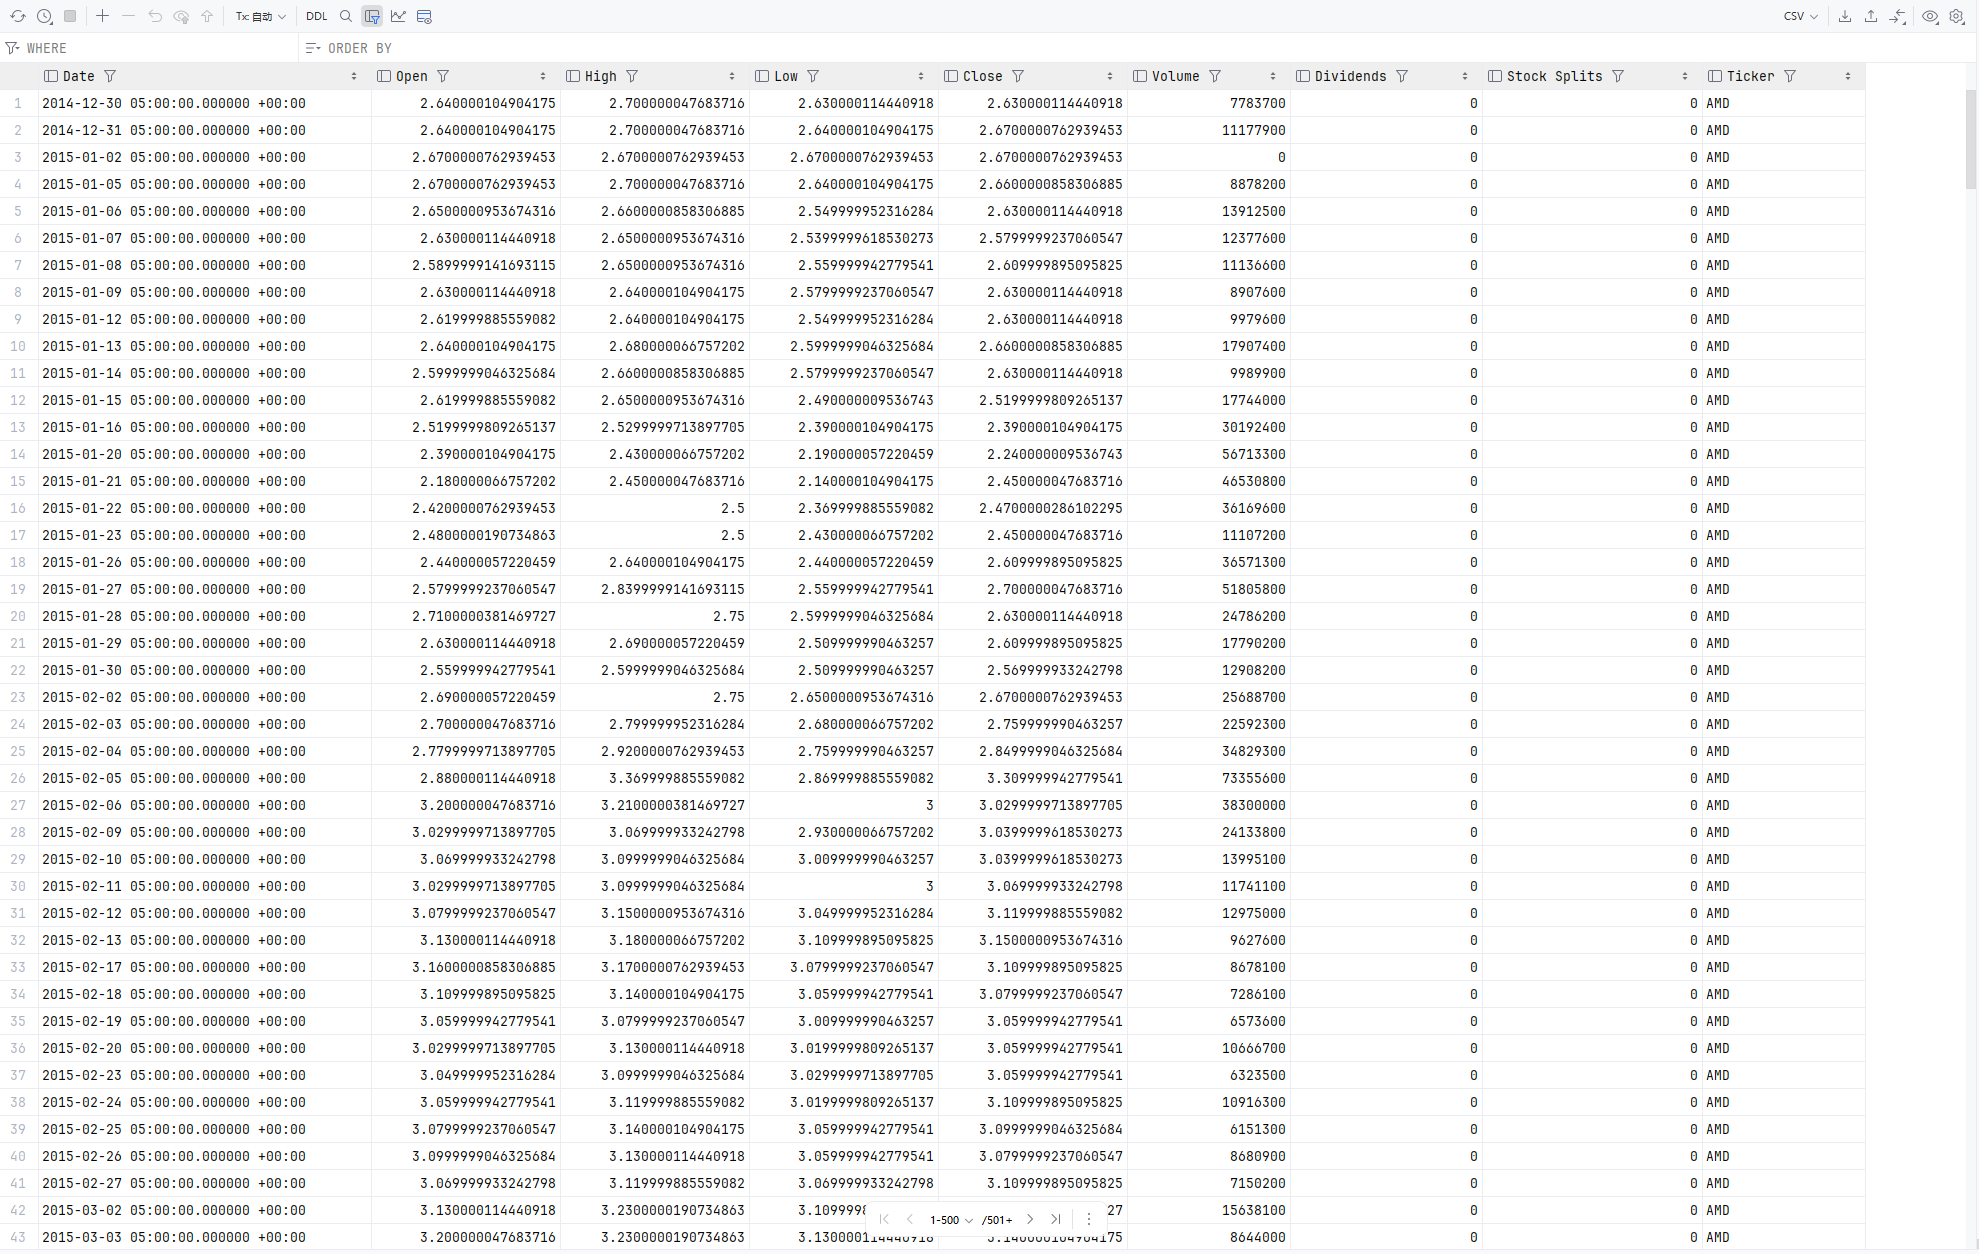 Tx: 自动 DDL CSV
WHERE ORDER BY
Date Open High Low Close Volume Dividends Stock Splits Ticker
1 2014-12-30 05:00:00.000000 +00:00 2.640000104904175 2.700000047683716 2.630000114440918 2.630000114440918 7783700 0 0 AMD
2 2014-12-31 05:00:00.000000 +00:00 2.640000104904175 2.700000047683716 2.640000104904175 2.6700000762939453 11177900 0 0 AMD
3 2015-01-02 05:00:00.000000 +00:00 2.6700000762939453 2.6700000762939453 2.6700000762939453 2.6700000762939453 0 0 0 AMD
4 2015-01-05 05:00:00.000000 +00:00 2.6700000762939453 2.700000047683716 2.640000104904175 2.6600000858306885 8878200 0 0 AMD
5 2015-01-06 05:00:00.000000 +00:00 2.6500000953674316 2.6600000858306885 2.549999952316284 2.630000114440918 13912500 0 0 AMD
6 2015-01-07 05:00:00.000000 +00:00 2.630000114440918 2.6500000953674316 2.5399999618530273 2.5799999237060547 12377600 0 0 AMD
7 2015-01-08 05:00:00.000000 +00:00 2.5899999141693115 2.6500000953674316 2.559999942779541 2.609999895095825 11136600 0 0 AMD
8 2015-01-09 05:00:00.000000 +00:00 2.630000114440918 2.640000104904175 2.5799999237060547 2.630000114440918 8907600 0 0 AMD
9 2015-01-12 05:00:00.000000 +00:00 2.619999885559082 2.640000104904175 2.549999952316284 2.630000114440918 9979600 0 0 AMD
10 2015-01-13 05:00:00.000000 +00:00 2.640000104904175 2.680000066757202 2.5999999046325684 2.6600000858306885 17907400 0 0 AMD
11 2015-01-14 05:00:00.000000 +00:00 2.5999999046325684 2.6600000858306885 2.5799999237060547 2.630000114440918 9989900 0 0 AMD
12 2015-01-15 05:00:00.000000 +00:00 2.619999885559082 2.6500000953674316 2.490000009536743 2.5199999809265137 17744000 0 0 AMD
13 2015-01-16 05:00:00.000000 +00:00 2.5199999809265137 2.5299999713897705 2.390000104904175 2.390000104904175 30192400 0 0 AMD
14 2015-01-20 05:00:00.000000 +00:00 2.390000104904175 2.430000066757202 2.190000057220459 2.240000009536743 56713300 0 0 AMD
15 2015-01-21 05:00:00.000000 +00:00 2.180000066757202 2.450000047683716 2.140000104904175 2.450000047683716 46530800 0 0 AMD
16 2015-01-22 05:00:00.000000 +00:00 2.4200000762939453 2.5 2.369999885559082 2.4700000286102295 36169600 0 0 AMD
17 2015-01-23 05:00:00.000000 +00:00 2.4800000190734863 2.5 2.430000066757202 2.450000047683716 11107200 0 0 AMD
18 2015-01-26 05:00:00.000000 +00:00 2.440000057220459 2.640000104904175 2.440000057220459 2.609999895095825 36571300 0 0 AMD
19 2015-01-27 05:00:00.000000 +00:00 2.5799999237060547 2.8399999141693115 2.559999942779541 2.700000047683716 51805800 0 0 AMD
20 2015-01-28 05:00:00.000000 +00:00 2.7100000381469727 2.75 2.5999999046325684 2.630000114440918 24786200 0 0 AMD
21 2015-01-29 05:00:00.000000 +00:00 2.630000114440918 2.690000057220459 2.509999990463257 2.609999895095825 17790200 0 0 AMD
22 2015-01-30 05:00:00.000000 +00:00 2.559999942779541 2.5999999046325684 2.509999990463257 2.569999933242798 12908200 0 0 AMD
23 2015-02-02 05:00:00.000000 +00:00 2.690000057220459 2.75 2.6500000953674316 2.6700000762939453 25688700 0 0 AMD
24 2015-02-03 05:00:00.000000 +00:00 2.700000047683716 2.799999952316284 2.680000066757202 2.759999990463257 22592300 0 0 AMD
25 2015-02-04 05:00:00.000000 +00:00 2.7799999713897705 2.9200000762939453 2.759999990463257 2.8499999046325684 34829300 0 0 AMD
26 2015-02-05 05:00:00.000000 +00:00 2.880000114440918 3.369999885559082 2.869999885559082 3.309999942779541 73355600 0 0 AMD
27 2015-02-06 05:00:00.000000 +00:00 3.200000047683716 3.2100000381469727 3 3.0299999713897705 38300000 0 0 AMD
28 2015-02-09 05:00:00.000000 +00:00 3.0299999713897705 3.069999933242798 2.930000066757202 3.0399999618530273 24133800 0 0 AMD
29 2015-02-10 05:00:00.000000 +00:00 3.069999933242798 3.0999999046325684 3.009999990463257 3.0399999618530273 13995100 0 0 AMD
30 2015-02-11 05:00:00.000000 +00:00 3.0299999713897705 3.0999999046325684 3 3.069999933242798 11741100 0 0 AMD
31 2015-02-12 05:00:00.000000 +00:00 3.0799999237060547 3.1500000953674316 3.049999952316284 3.119999885559082 12975000 0 0 AMD
32 2015-02-13 05:00:00.000000 +00:00 3.130000114440918 3.180000066757202 3.109999895095825 3.1500000953674316 9627600 0 0 AMD
33 2015-02-17 05:00:00.000000 +00:00 3.1600000858306885 3.1700000762939453 3.0799999237060547 3.109999895095825 8678100 0 0 AMD
34 2015-02-18 05:00:00.000000 +00:00 3.109999895095825 3.140000104904175 3.059999942779541 3.0799999237060547 7286100 0 0 AMD
35 2015-02-19 05:00:00.000000 +00:00 3.059999942779541 3.0799999237060547 3.009999990463257 3.059999942779541 6573600 0 0 AMD
36 2015-02-20 05:00:00.000000 +00:00 3.0299999713897705 3.130000114440918 3.0199999809265137 3.059999942779541 10666700 0 0 AMD
37 2015-02-23 05:00:00.000000 +00:00 3.049999952316284 3.0999999046325684 3.0299999713897705 3.059999942779541 6323500 0 0 AMD
38 2015-02-24 05:00:00.000000 +00:00 3.059999942779541 3.119999885559082 3.0199999809265137 3.109999895095825 10916300 0 0 AMD
39 2015-02-25 05:00:00.000000 +00:00 3.0799999237060547 3.140000104904175 3.059999942779541 3.0999999046325684 6151300 0 0 AMD
40 2015-02-26 05:00:00.000000 +00:00 3.0999999046325684 3.130000114440918 3.059999942779541 3.0799999237060547 8680900 0 0 AMD
41 2015-02-27 05:00:00.000000 +00:00 3.069999933242798 3.119999885559082 3.069999933242798 3.109999895095825 7150200 0 0 AMD
42 2015-03-02 05:00:00.000000 +00:00 3.130000114440918 3.2300000190734863 3.10999 27 15638100 0 0 AMD
1-500 /501+
43 2015-03-03 05:00:00.000000 +00:00 3.200000047683716 3.2300000190734863 3.130000114440918 3.140000104904175 8644000 0 0 AMD